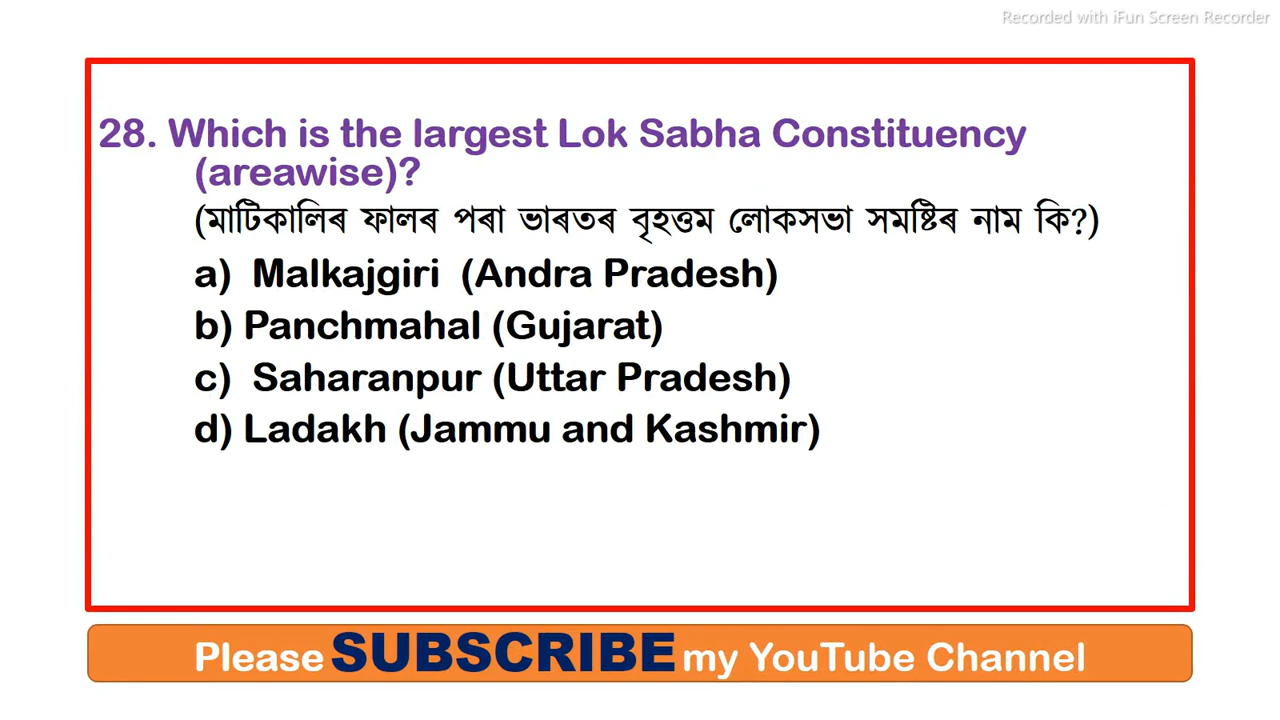 Recorded with iFun Screen Recorder
28. Which is the largest Lok Sabha Constituency
(areawise)?
(মাটিকালিৰ ফালৰ পৰা ভাৰতৰ বৃহত্তম লোকসভা সমষ্টিৰ নাম কি?)
a) Malkajgiri (Andra Pradesh)
b) Panchmahal (Gujarat)
c) Saharanpur (Uttar Pradesh)
d) Ladakh (Jammu and Kashmir)
Please SUBSCRIBE my YouTube Channel